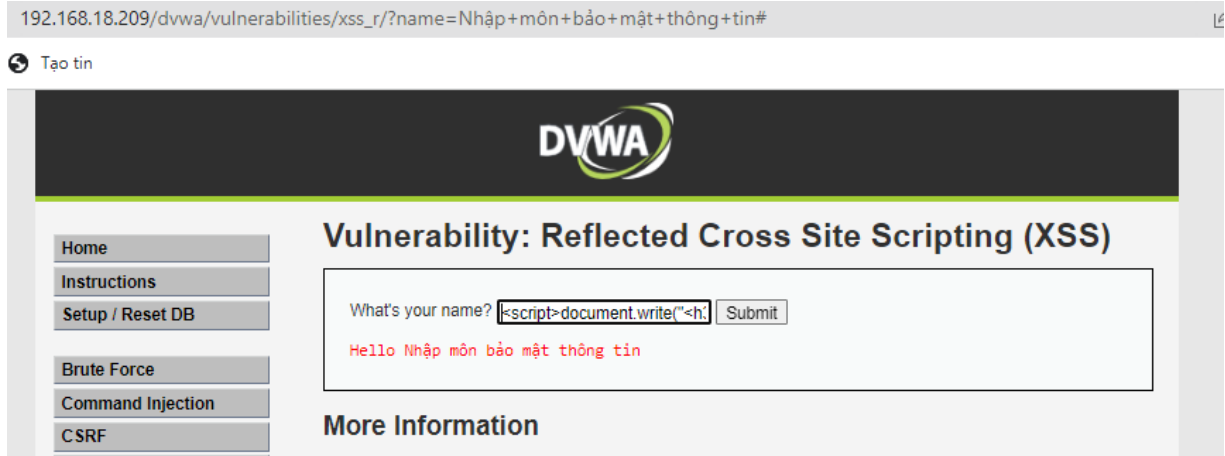 192.168.18.209/dvwa/vulnerabilities/xss_r/?name=Nhập+môn+bảo+mật+thông+tin#
Tạo tin
DVWA
Vulnerability: Reflected Cross Site Scripting (XSS)
Home
Instructions
Setup / Reset DB
Brute Force
Command Injection
CSRF
What's your name? <script>document.write("<h Submit
Hello Nhập môn bảo mật thông tin
More Information